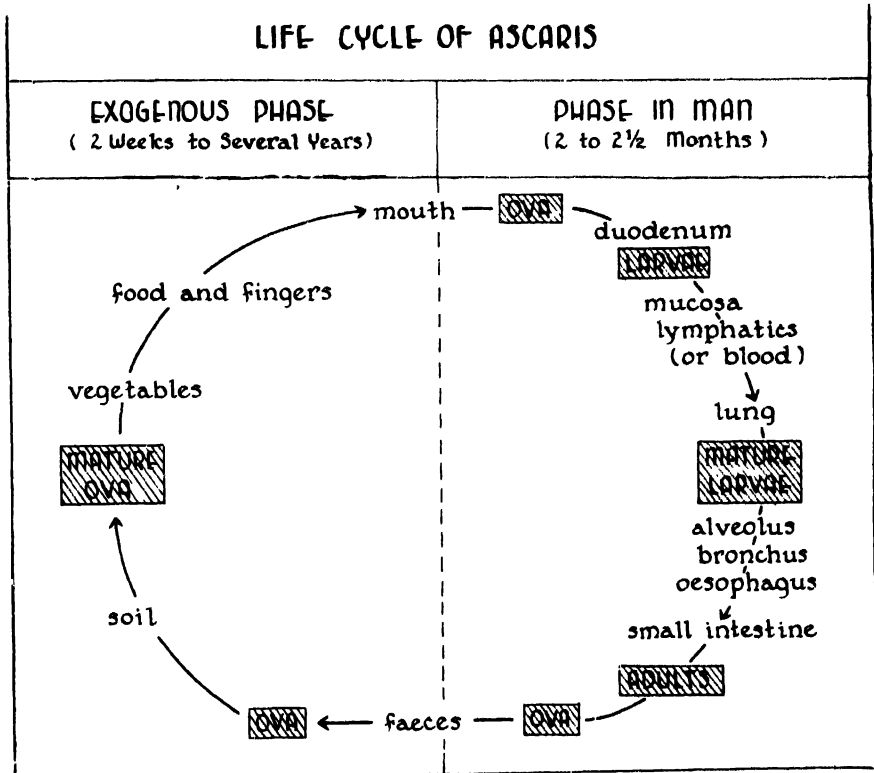 LIFE CYCLE OF ASCARIS
EXOGENOUS PHASE
( 2 Weeks to Several Years)
PHASE IN MAN
(2 to 2½ Months )
mouth
OVA
duodenum
LARVAE
mucosa
lymphatics
(or blood)
lung
MATURE
LARVAE
alveolus
bronchus
oesophagus
small intestine
ADULTS
OVA
faeces
OVA
soil
MATURE
OVA
vegetables
food and fingers